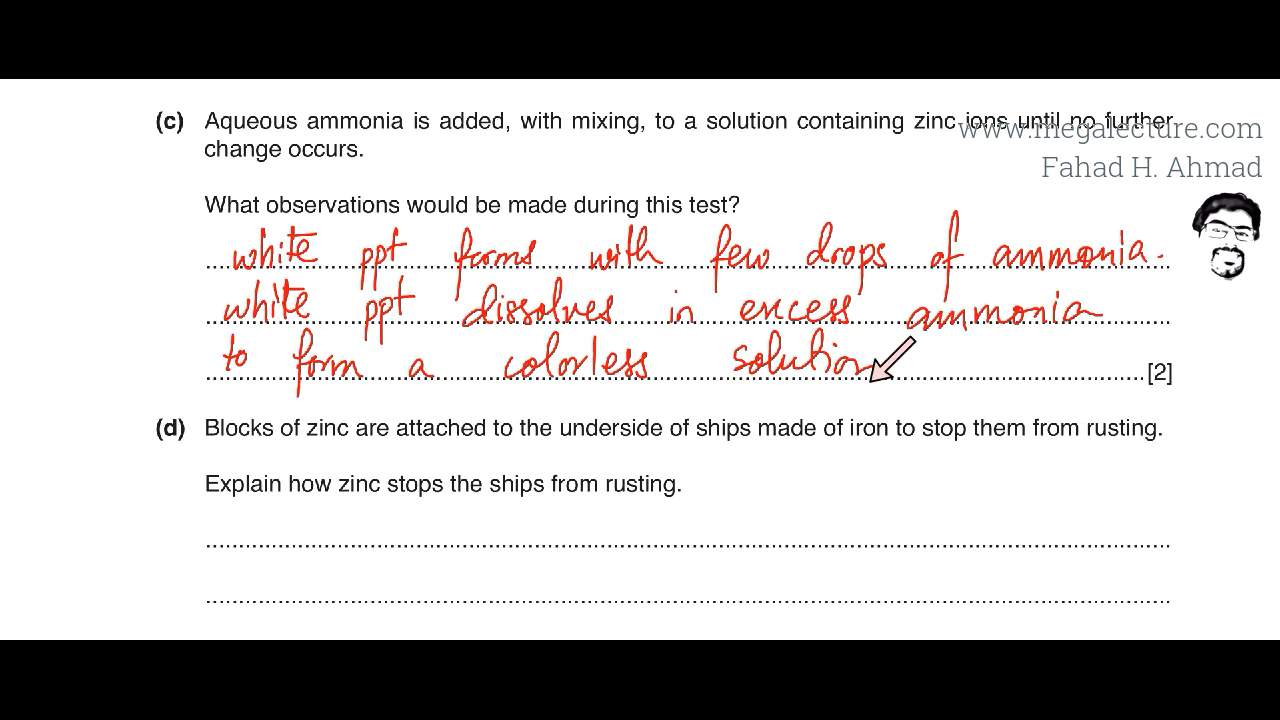 (c) Aqueous ammonia is added, with mixing, to a solution containing zinc ions until no further
www.megalecture.com
change occurs.
Fahad H. Ahmad
What observations would be made during this test?
white ppt forms with few drops of ammonia.
white ppt dissolves in excess ammonia
to form a colorless solution
[2]
(d) Blocks of zinc are attached to the underside of ships made of iron to stop them from rusting.
Explain how zinc stops the ships from rusting.